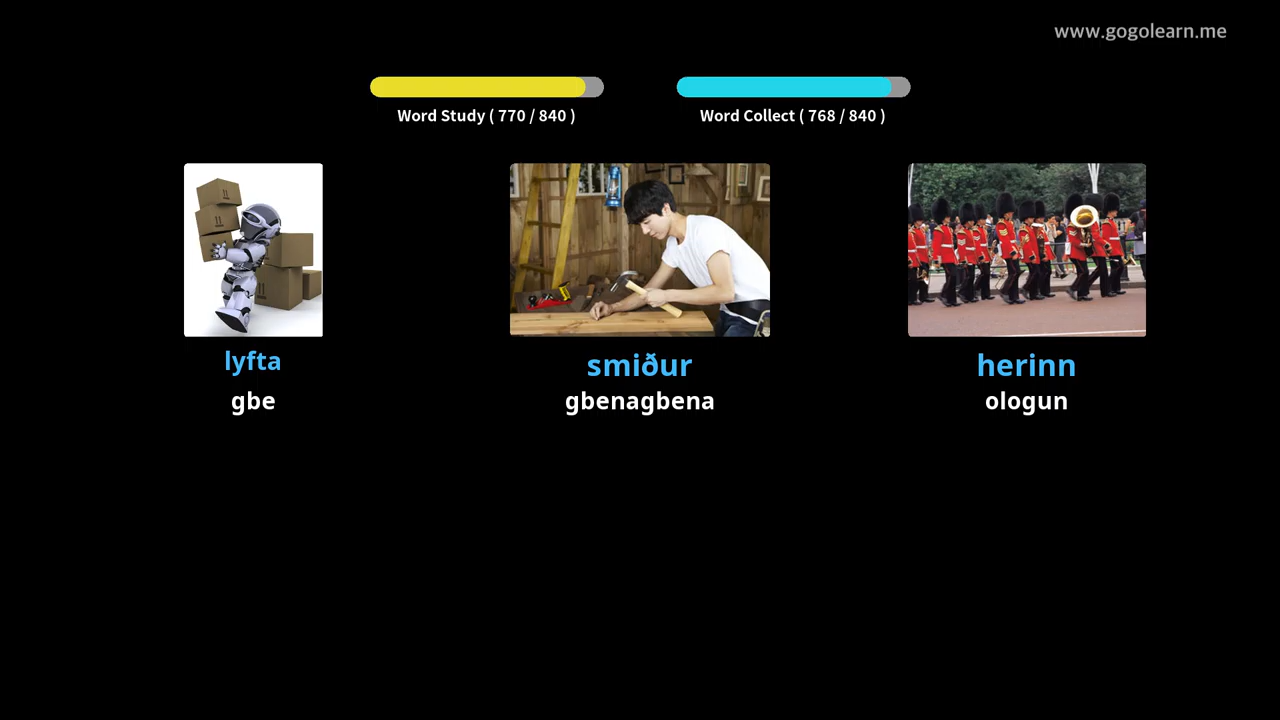 www.gogolearn.me
Word Study ( 770 / 840 )
Word Collect ( 768 / 840 )
lyfta
smiður
herinn
gbe
gbenagbena
ologun